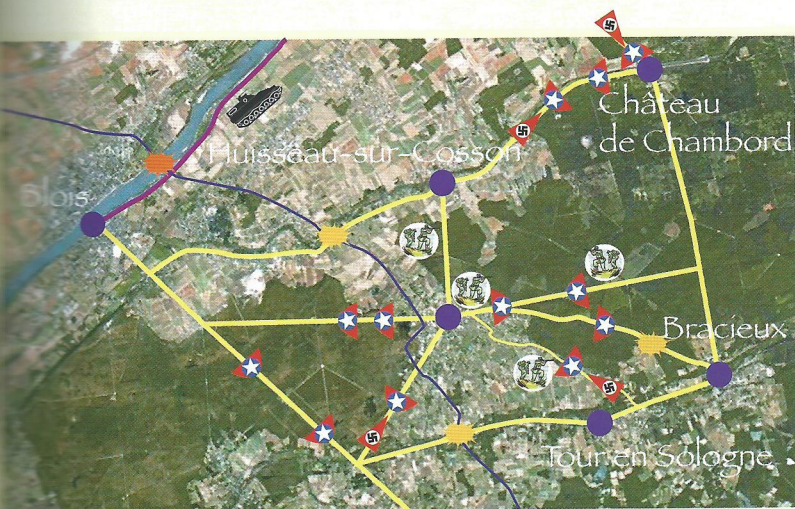 Château
de Chambord
Huisseau-sur-Cosson
Blois
Bracieux
Tour en Sologne